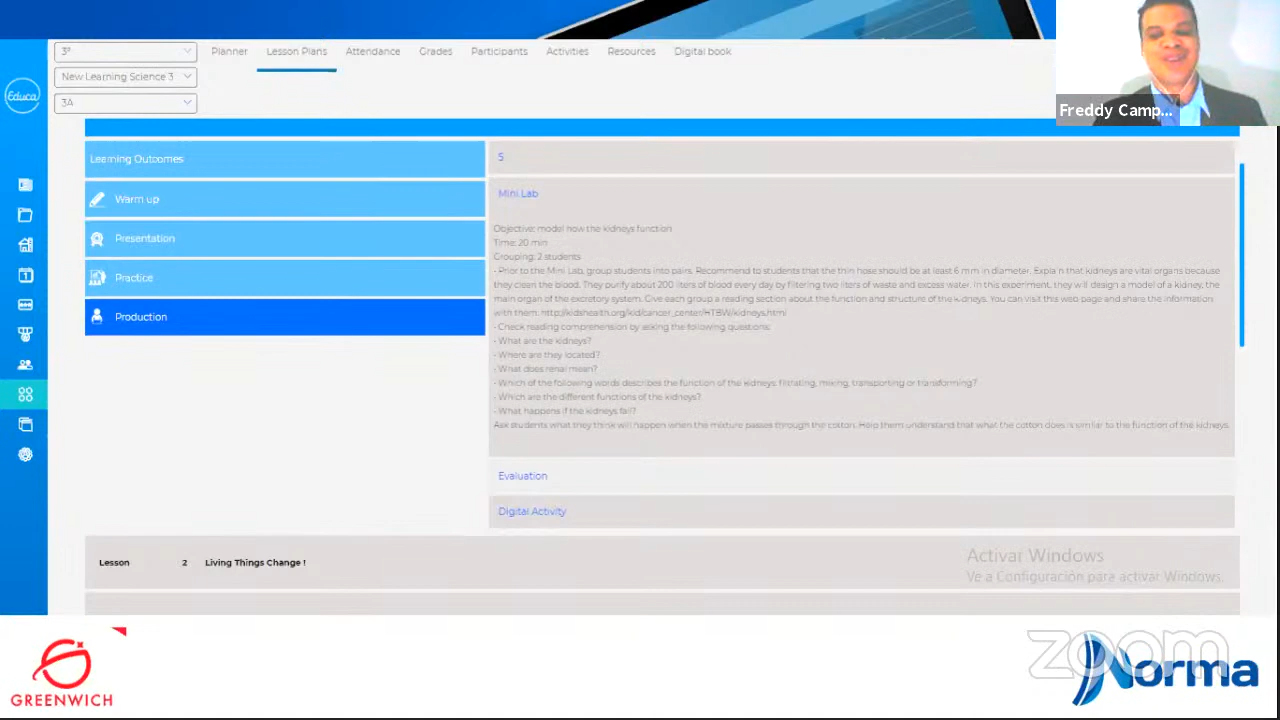 3º
Planner
Lesson Plans
Attendance
Grades
Participants
Activities
Resources
Digital book
New Learning Science 3
3A
Educa
Freddy Camp...
Learning Outcomes
Warm up
Presentation
Practice
Production
5
Mini Lab
Objective: model how the kidneys function
Time: 20 min
Grouping: 2 students
- Prior to the Mini Lab, group students into pairs. Recommend to students that the thin hose should be at least 6 mm in diameter. Explain that kidneys are vital organs because
they clean the blood. They purify about 200 liters of blood every day by filtering two liters of waste and excess water. In this experiment, they will design a model of a kidney, the
main organ of the excretory system. Give each group a reading section about the function and structure of the kidneys. You can visit this web page and share the information
with them: http://kidshealth.org/kid/cancer_center/HTBW/kidneys.html
- Check reading comprehension by asking the following questions:
- What are the kidneys?
- Where are they located?
- What does renal mean?
- Which of the following words describes the function of the kidneys: filtrating, mixing, transporting or transforming?
- Which are the different functions of the kidneys?
- What happens if the kidneys fail?
Ask students what they think will happen when the mixture passes through the cotton. Help them understand that what the cotton does is similar to the function of the kidneys.
Evaluation
Digital Activity
Lesson 2 Living Things Change !
Activar Windows
Ve a Configuración para activar Windows.
GREENWICH
zoom
Norma